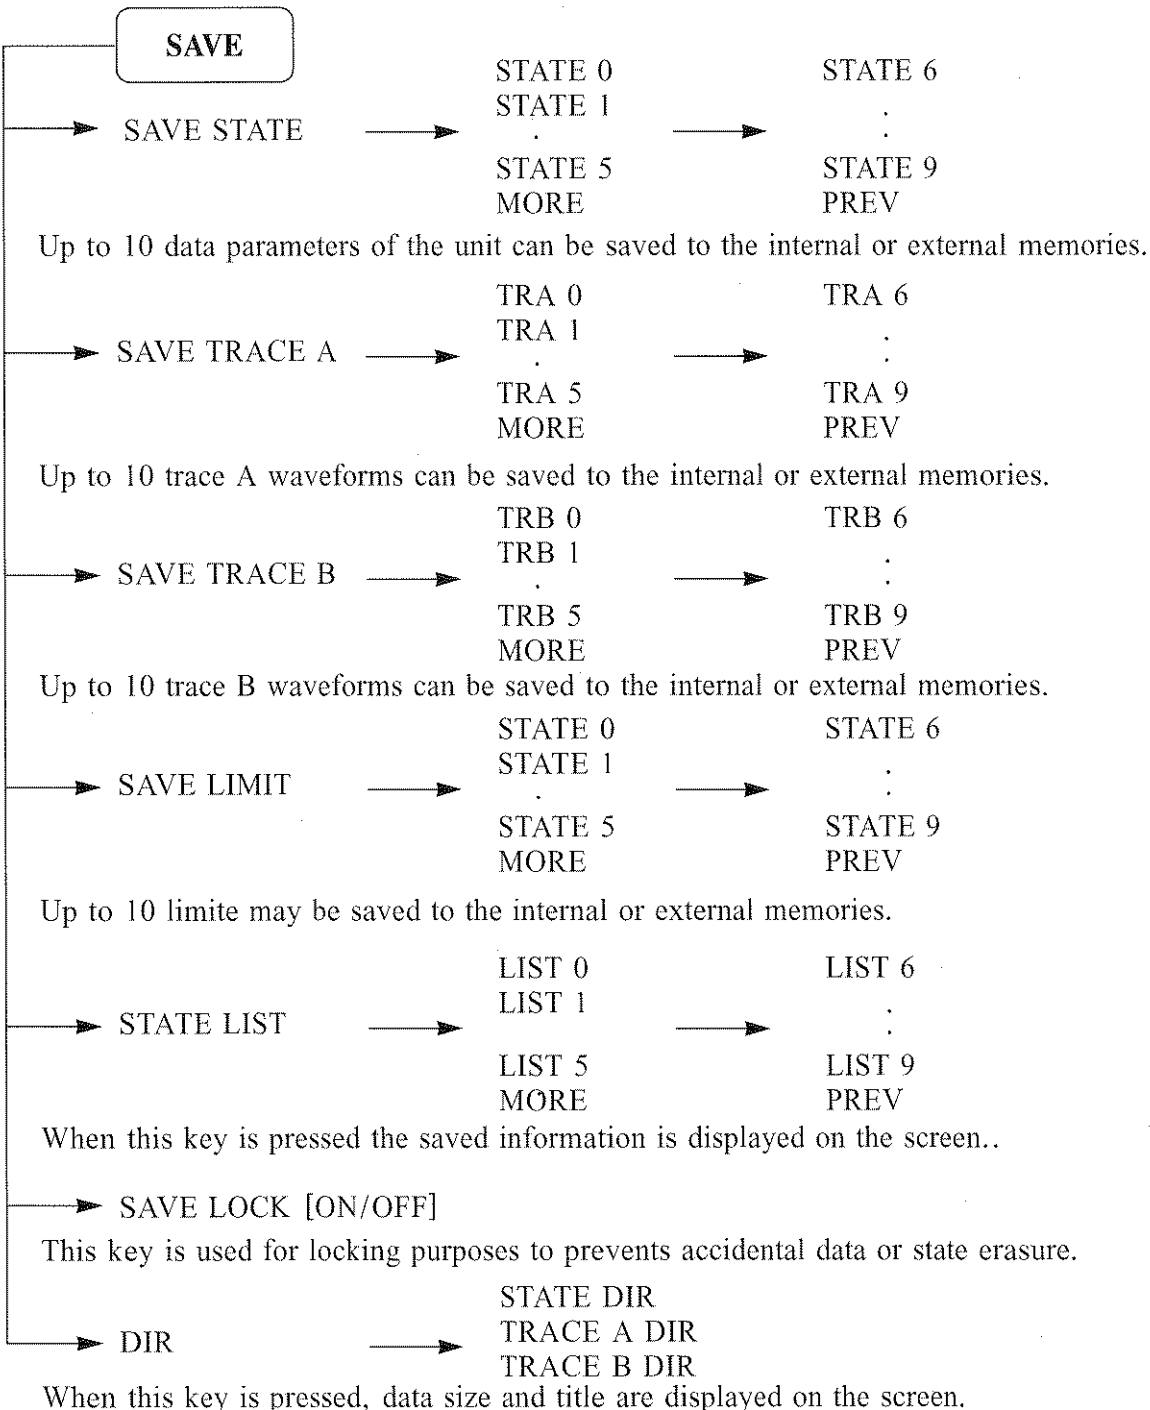 SAVE
SAVE STATE
STATE 0
STATE 1
.
STATE 5
MORE
STATE 6
.
.
STATE 9
PREV
Up to 10 data parameters of the unit can be saved to the internal or external memories.
SAVE TRACE A
TRA 0
TRA 1
.
TRA 5
MORE
TRA 6
.
.
TRA 9
PREV
Up to 10 trace A waveforms can be saved to the internal or external memories.
SAVE TRACE B
TRB 0
TRB 1
.
TRB 5
MORE
TRB 6
.
.
TRB 9
PREV
Up to 10 trace B waveforms can be saved to the internal or external memories.
SAVE LIMIT
STATE 0
STATE 1
.
STATE 5
MORE
STATE 6
.
.
STATE 9
PREV
Up to 10 limite may be saved to the internal or external memories.
STATE LIST
LIST 0
LIST 1
LIST 5
MORE
LIST 6
.
.
LIST 9
PREV
When this key is pressed the saved information is displayed on the screen..
SAVE LOCK [ON/OFF]
This key is used for locking purposes to prevents accidental data or state erasure.
DIR
STATE DIR
TRACE A DIR
TRACE B DIR
When this key is pressed, data size and title are displayed on the screen.